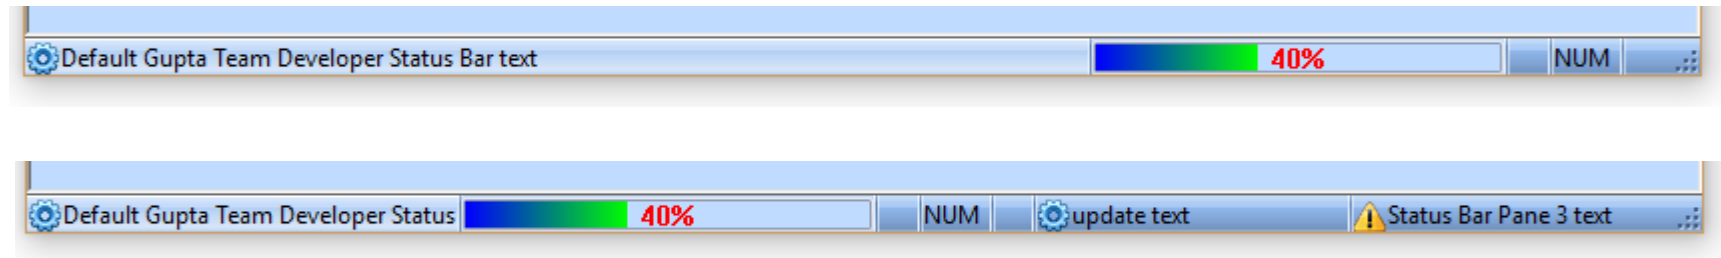 Default Gupta Team Developer Status Bar text 40% NUM
Default Gupta Team Developer Status 40% NUM update text Status Bar Pane 3 text